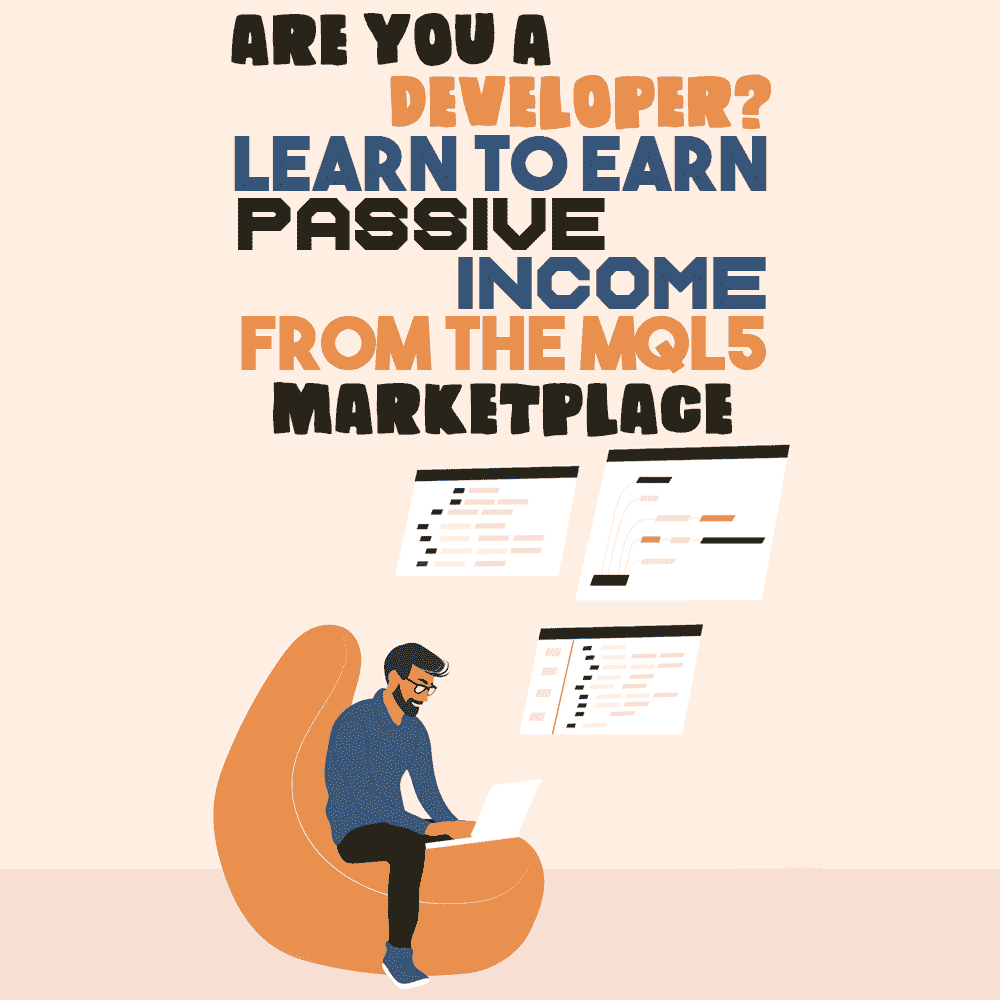 ARE YOU A
DEVELOPER?
LEARN TO EARN
PASSIVE
INCOME
FROM THE MQL5
MARKETPLACE